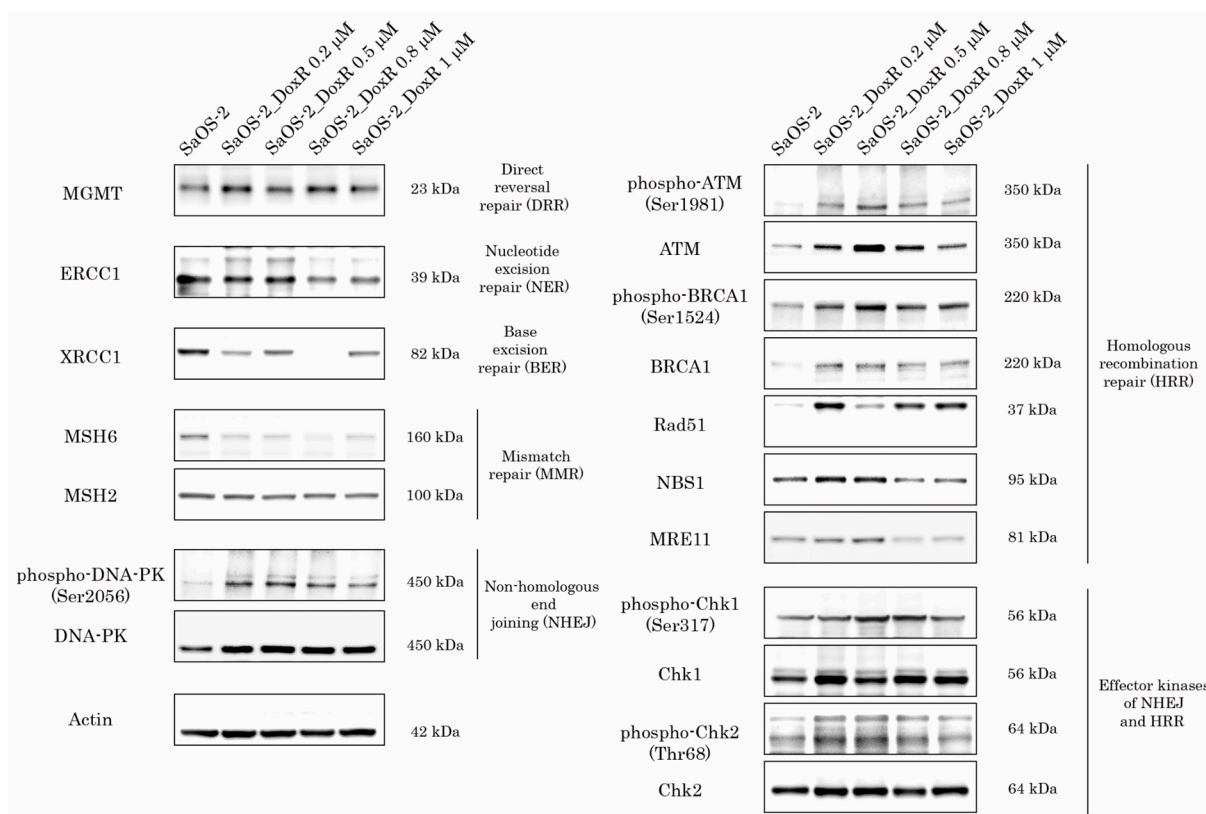 SaOS-2
SaOS-2_DoxR 0.2 μM
SaOS-2_DoxR 0.5 μM
SaOS-2_DoxR 0.8 μM
SaOS-2_DoxR 1 μM
MGMT
23 kDa
Direct
reversal
repair (DRR)
ERCC1
39 kDa
Nucleotide
excision
repair (NER)
XRCC1
82 kDa
Base
excision
repair (BER)
MSH6
160 kDa
MSH2
100 kDa
Mismatch
repair (MMR)
phospho-DNA-PK
(Ser2056)
450 kDa
DNA-PK
450 kDa
Non-homologous
end
joining (NHEJ)
Actin
42 kDa
SaOS-2
SaOS-2_DoxR 0.2 μM
SaOS-2_DoxR 0.5 μM
SaOS-2_DoxR 0.8 μM
SaOS-2_DoxR 1 μM
phospho-ATM
(Ser1981)
350 kDa
ATM
350 kDa
phospho-BRCA1
(Ser1524)
220 kDa
BRCA1
220 kDa
Rad51
37 kDa
NBS1
95 kDa
MRE11
81 kDa
Homologous
recombination
repair (HRR)
phospho-Chk1
(Ser317)
56 kDa
Chk1
56 kDa
phospho-Chk2
(Thr68)
64 kDa
Chk2
64 kDa
Effector kinases
of NHEJ
and HRR